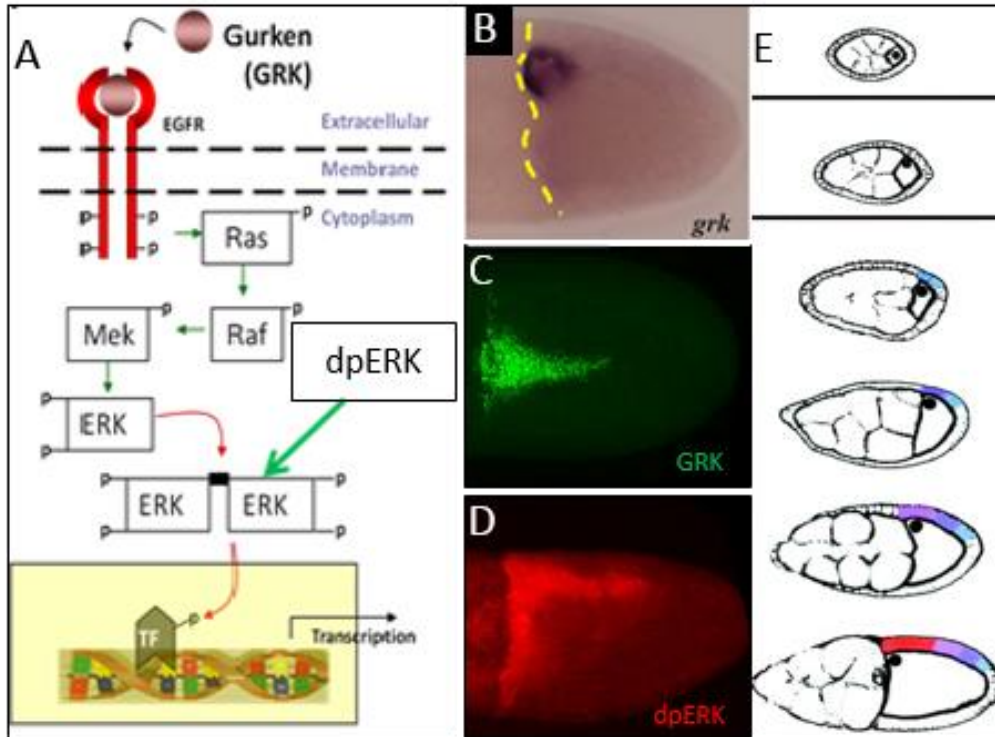 A
Gurken
(GRK)
EGFR
Extracellular
Membrane
Cytoplasm
p
p
p
p
p
Ras
p
Mek
p
Raf
dpERK
p
ERK
p
p
ERK
ERK
p
p
p
TF
p
Transcription
B
grk
C
GRK
D
dpERK
E